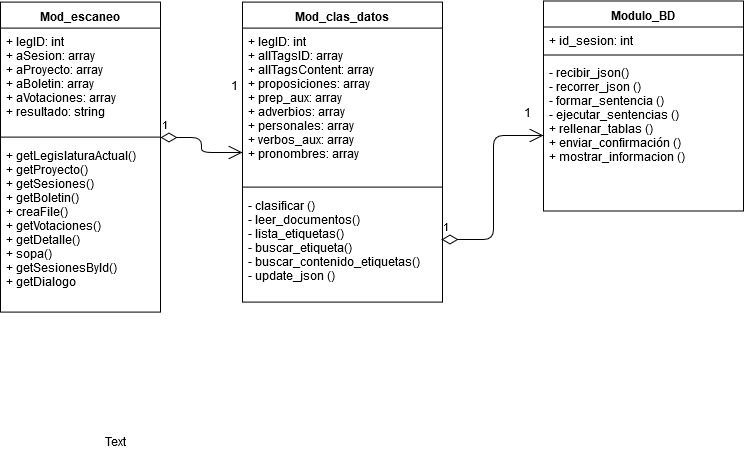 Mod_escaneo
+ legID: int
+ aSesion: array
+ aProyecto: array
+ aBoletin: array
+ aVotaciones: array
+ resultado: string
+ getLegislaturaActual()
+ getProyecto()
+ getSesiones()
+ getBoletin()
+ creaFile()
+ getVotaciones()
+ getDetalle()
+ sopa()
+ getSesionesById()
+ getDialogo
1
1
Mod_clas_datos
+ legID: int
+ allTagsID: array
+ allTagsContent: array
+ proposiciones: array
+ prep_aux: array
+ adverbios: array
+ personales: array
+ verbos_aux: array
+ pronombres: array
- clasificar ()
- leer_documentos()
- lista_etiquetas()
- buscar_etiqueta()
- buscar_contenido_etiquetas()
- update_json ()
1
1
Modulo_BD
+ id_sesion: int
- recibir_json()
- recorrer_json ()
- formar_sentencia ()
- ejecutar_sentencias ()
+ rellenar_tablas ()
+ enviar_confirmación ()
+ mostrar_informacion ()
Text